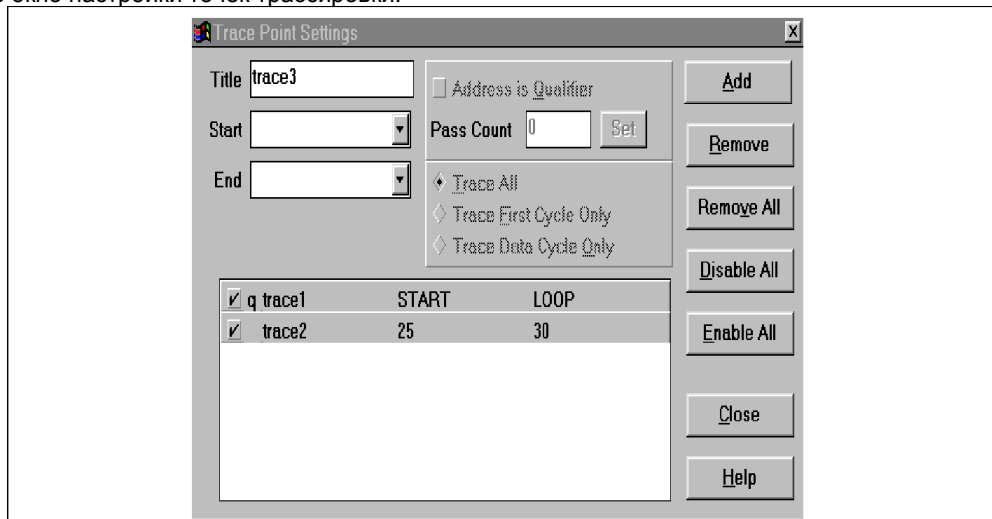 окно настройки точек трассировки.
Trace Point Settings
Title trace3
Start
End
Address is Qualifier
Pass Count 0 Set
Trace All
Trace First Cycle Only
Trace Data Cycle Only
Add
Remove
Remove All
Disable All
Enable All
Close
Help
q trace1 START LOOP
trace2 25 30